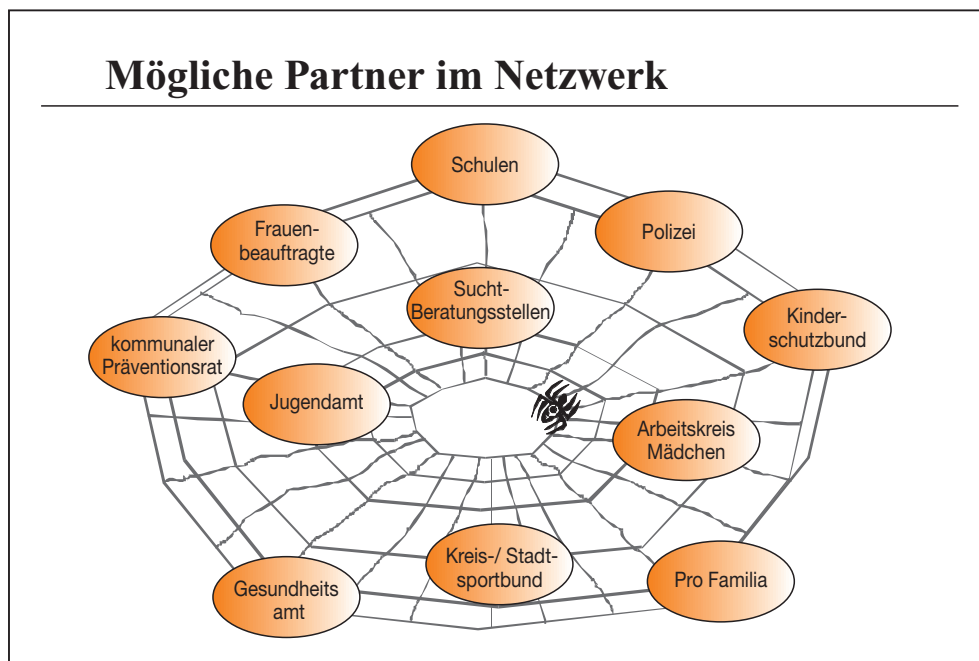 Mögliche Partner im Netzwerk
Schulen
Frauen-
beauftragte
Polizei
Sucht-
Beratungsstellen
Kinder-
schutzbund
kommunaler
Präventionsrat
Jugendamt
Arbeitskreis
Mädchen
Kreis-/ Stadt-
sportbund
Gesundheits
amt
Pro Familia